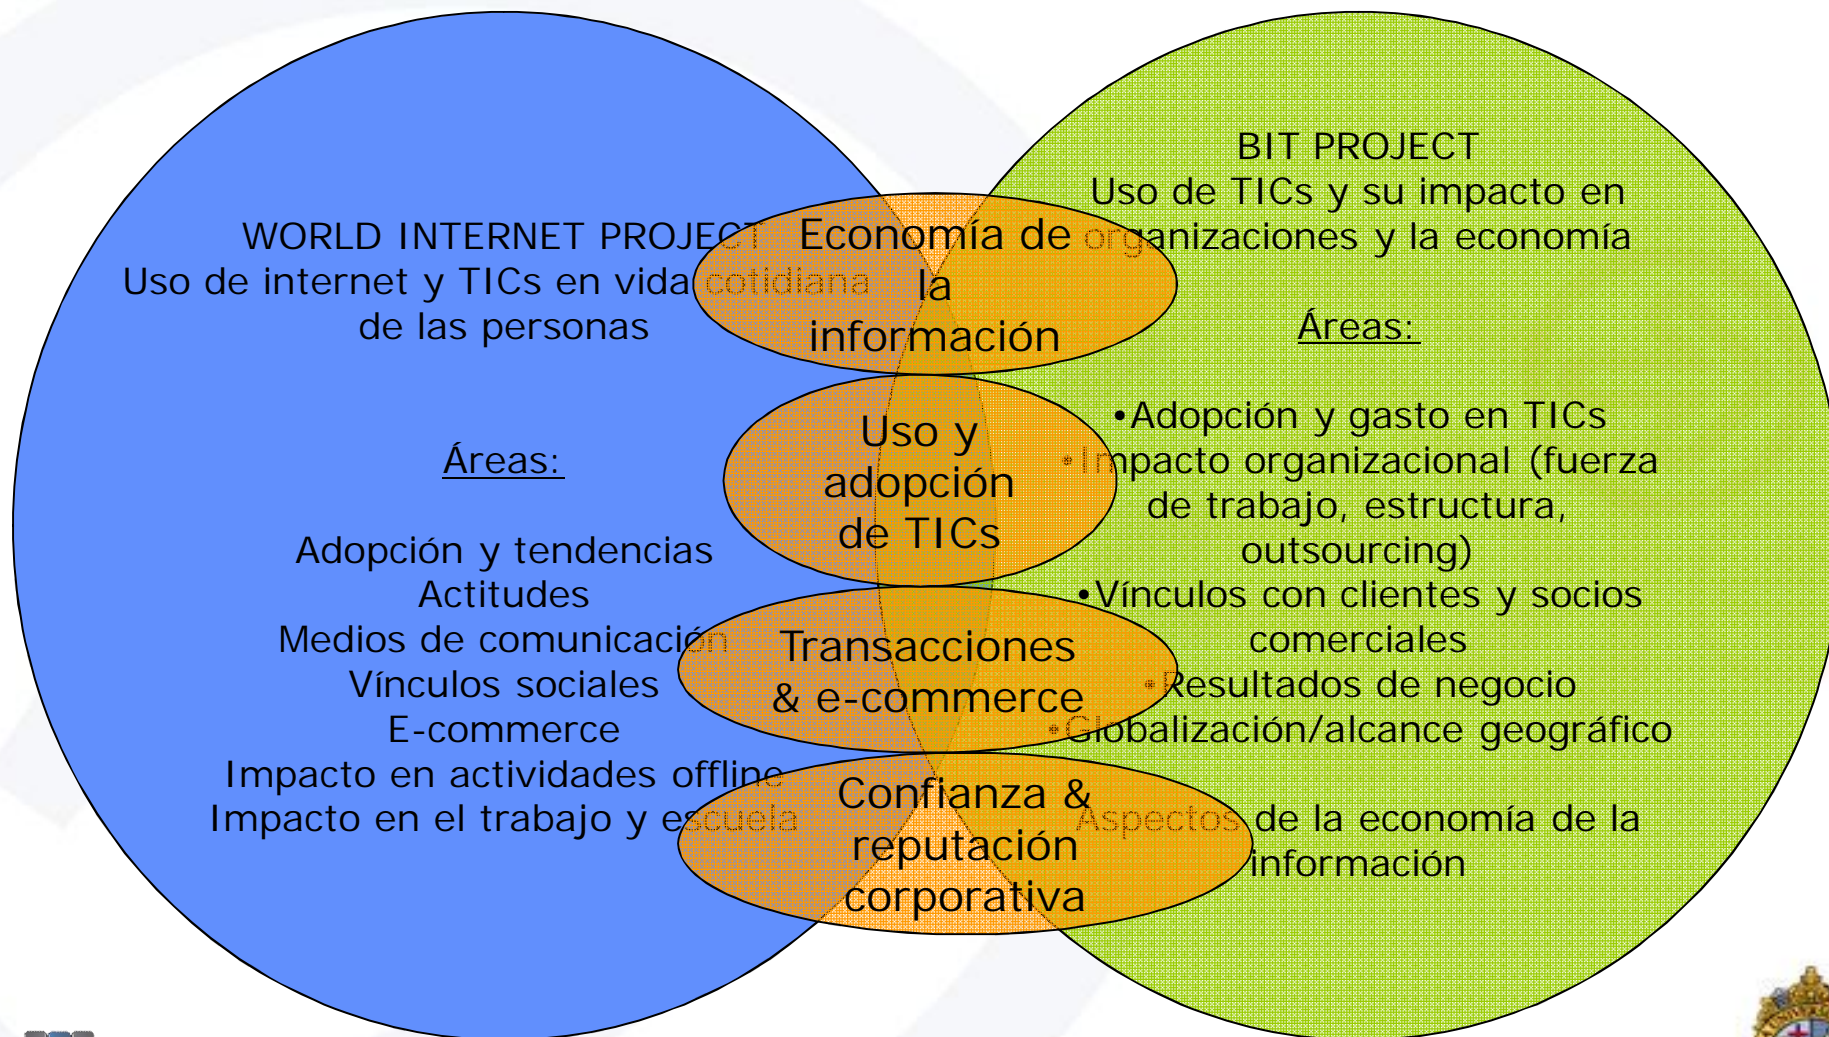 WORLD INTERNET PROJECT
Uso de internet y TICs en vida cotidiana
de las personas
Áreas:
Adopción y tendencias
Actitudes
Medios de comunicación
Vínculos sociales
E-commerce
Impacto en actividades offline
Impacto en el trabajo y escuela
Economía de
la
información
Uso y
adopción
de TICs
Transacciones
& e-commerce
Confianza &
reputación
corporativa
BIT PROJECT
Uso de TICs y su impacto en
organizaciones y la economía
Áreas:
•Adopción y gasto en TICs
•Impacto organizacional (fuerza
de trabajo, estructura,
outsourcing)
•Vínculos con clientes y socios
comerciales
•Resultados de negocio
•Globalización/alcance geográfico
Aspectos de la economía de la
información